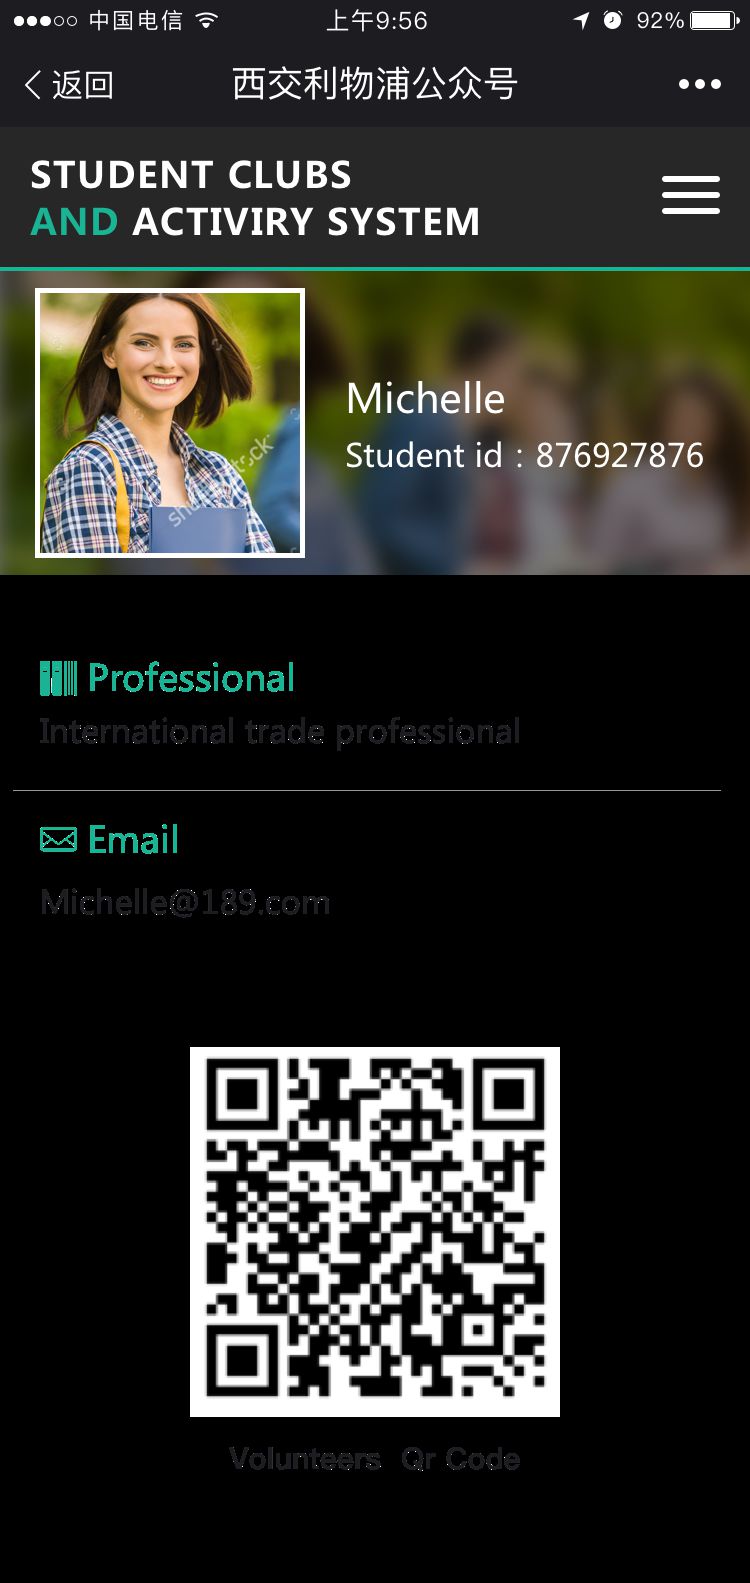 中国电信 上午9:56 92%
返回 西交利物浦公众号
STUDENT CLUBS
AND ACTIVIRY SYSTEM
Michelle
Student id : 876927876
Professional
International trade professional
Email
Michelle@189.com
Volunteers Qr Code